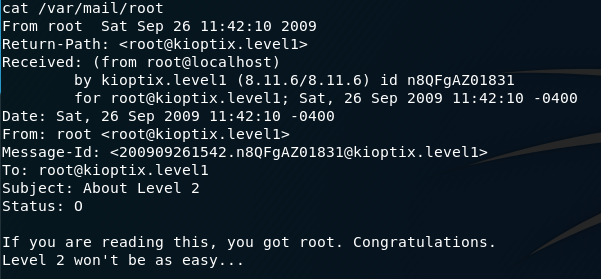 cat /var/mail/root
From root  Sat Sep 26 11:42:10 2009
Return-Path: <root@kioptix.level1>
Received: (from root@localhost)
        by kioptix.level1 (8.11.6/8.11.6) id n8QFgAZ01831
        for root@kioptix.level1; Sat, 26 Sep 2009 11:42:10 -0400
Date: Sat, 26 Sep 2009 11:42:10 -0400
From: root <root@kioptix.level1>
Message-Id: <200909261542.n8QFgAZ01831@kioptix.level1>
To: root@kioptix.level1
Subject: About Level 2
Status: O

If you are reading this, you got root. Congratulations.
Level 2 won't be as easy...